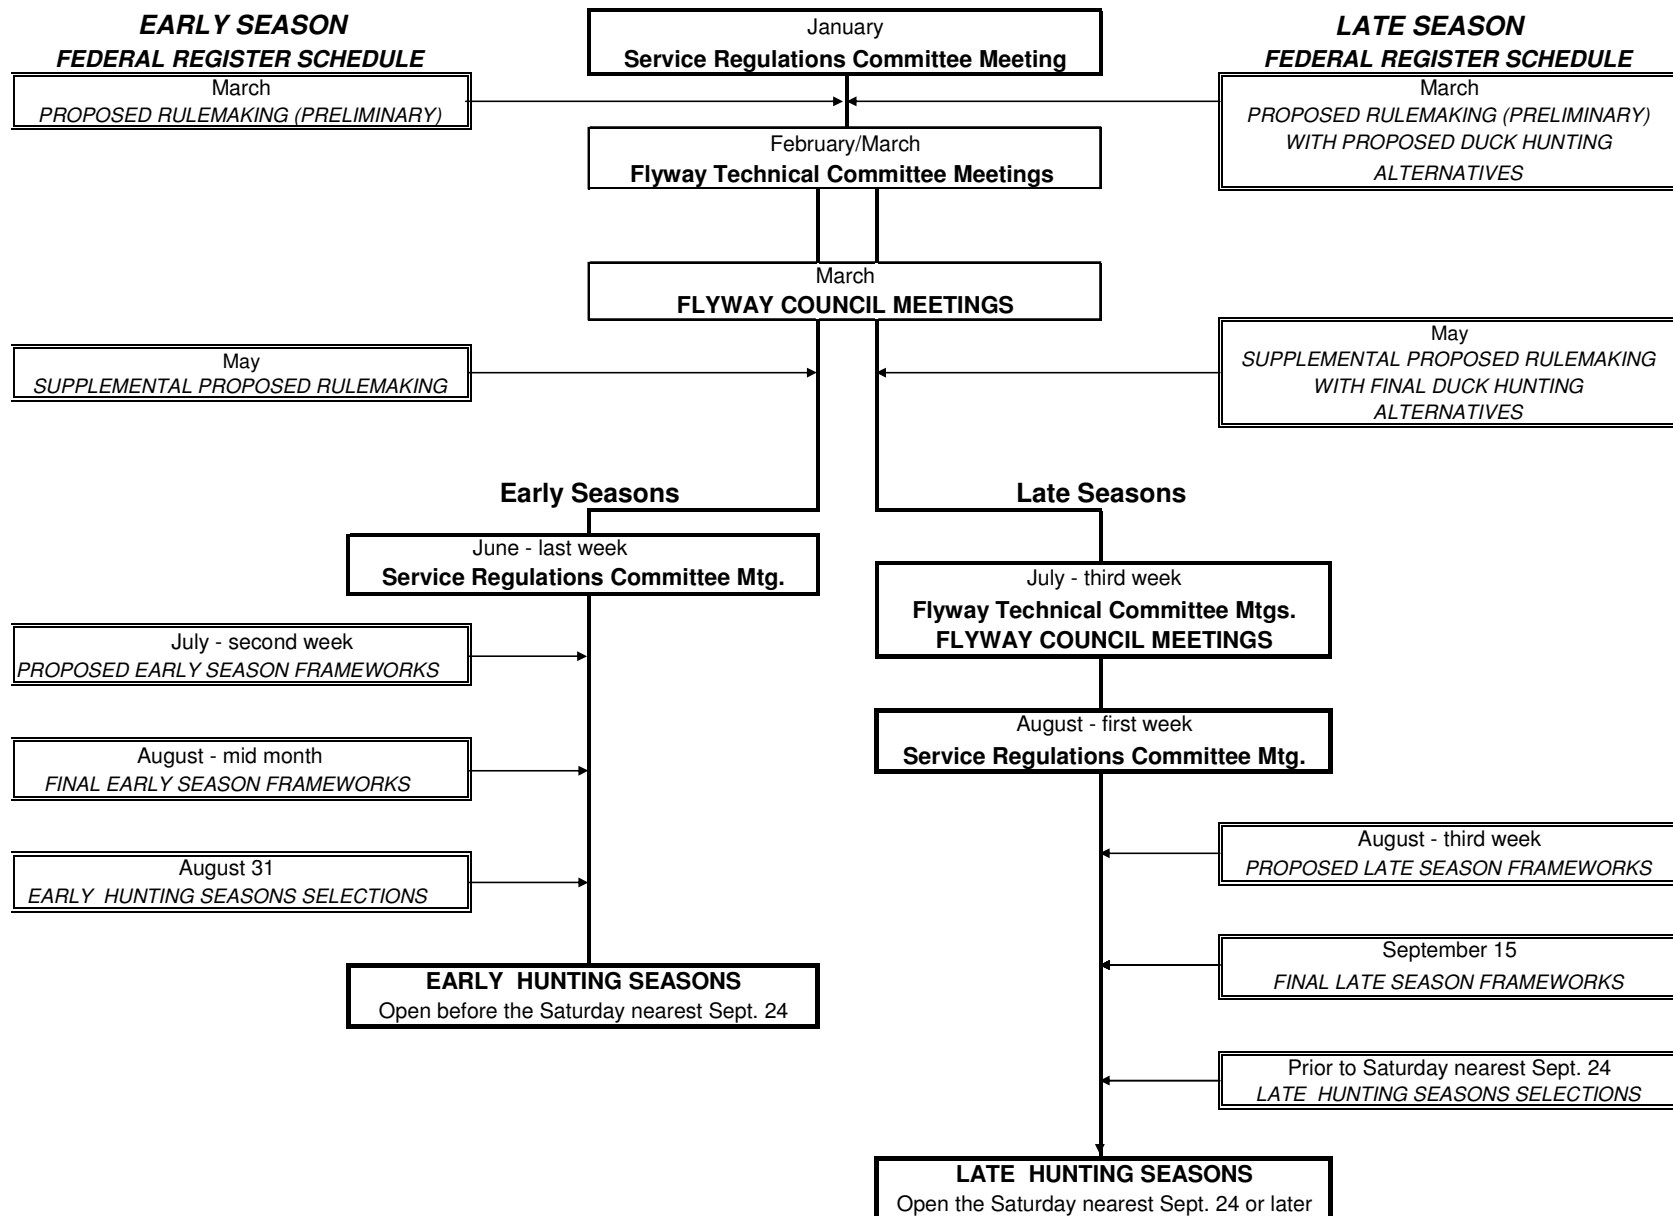 EARLY SEASON
FEDERAL REGISTER SCHEDULE
January
Service Regulations Committee Meeting
LATE SEASON
FEDERAL REGISTER SCHEDULE
March
PROPOSED RULEMAKING (PRELIMINARY)
March
PROPOSED RULEMAKING (PRELIMINARY)
WITH PROPOSED DUCK HUNTING
ALTERNATIVES
February/March
Flyway Technical Committee Meetings
March
FLYWAY COUNCIL MEETINGS
May
SUPPLEMENTAL PROPOSED RULEMAKING
May
SUPPLEMENTAL PROPOSED RULEMAKING
WITH FINAL DUCK HUNTING
ALTERNATIVES
Early Seasons
Late Seasons
June - last week
Service Regulations Committee Mtg.
July - third week
Flyway Technical Committee Mtgs.
FLYWAY COUNCIL MEETINGS
July - second week
PROPOSED EARLY SEASON FRAMEWORKS
August - first week
Service Regulations Committee Mtg.
August - mid month
FINAL EARLY SEASON FRAMEWORKS
August - third week
PROPOSED LATE SEASON FRAMEWORKS
August 31
EARLY  HUNTING SEASONS SELECTIONS
September 15
FINAL LATE SEASON FRAMEWORKS
EARLY  HUNTING SEASONS
Open before the Saturday nearest Sept. 24
Prior to Saturday nearest Sept. 24
LATE  HUNTING SEASONS SELECTIONS
LATE  HUNTING SEASONS
Open the Saturday nearest Sept. 24 or later